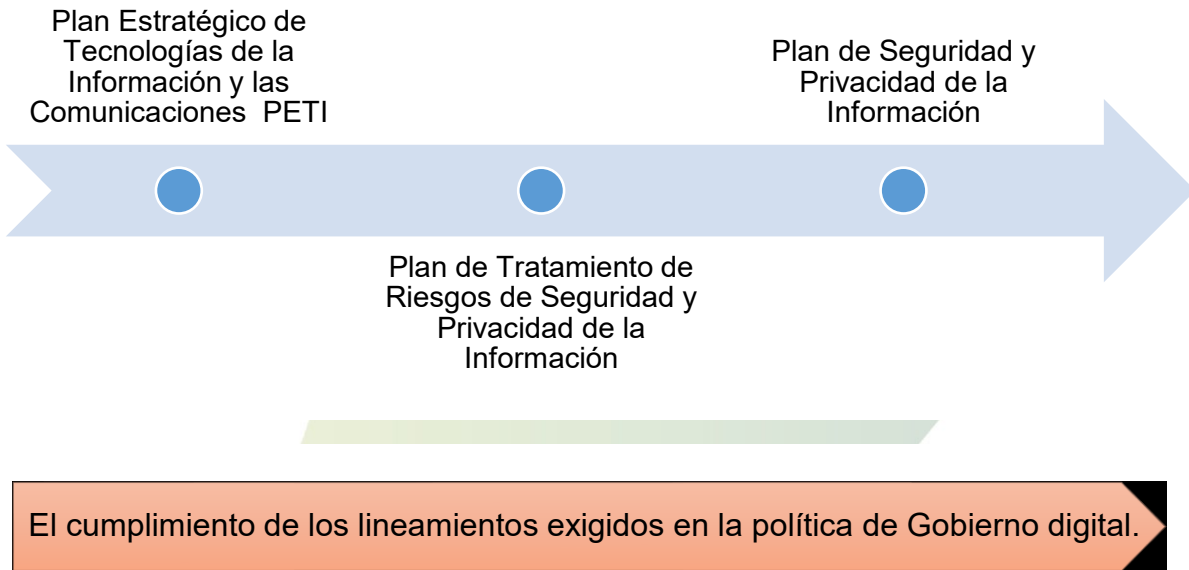 Plan Estratégico de
Tecnologías de la
Información y las
Comunicaciones PETI
Plan de Tratamiento de
Riesgos de Seguridad y
Privacidad de la
Información
Plan de Seguridad y
Privacidad de la
Información
El cumplimiento de los lineamientos exigidos en la política de Gobierno digital.